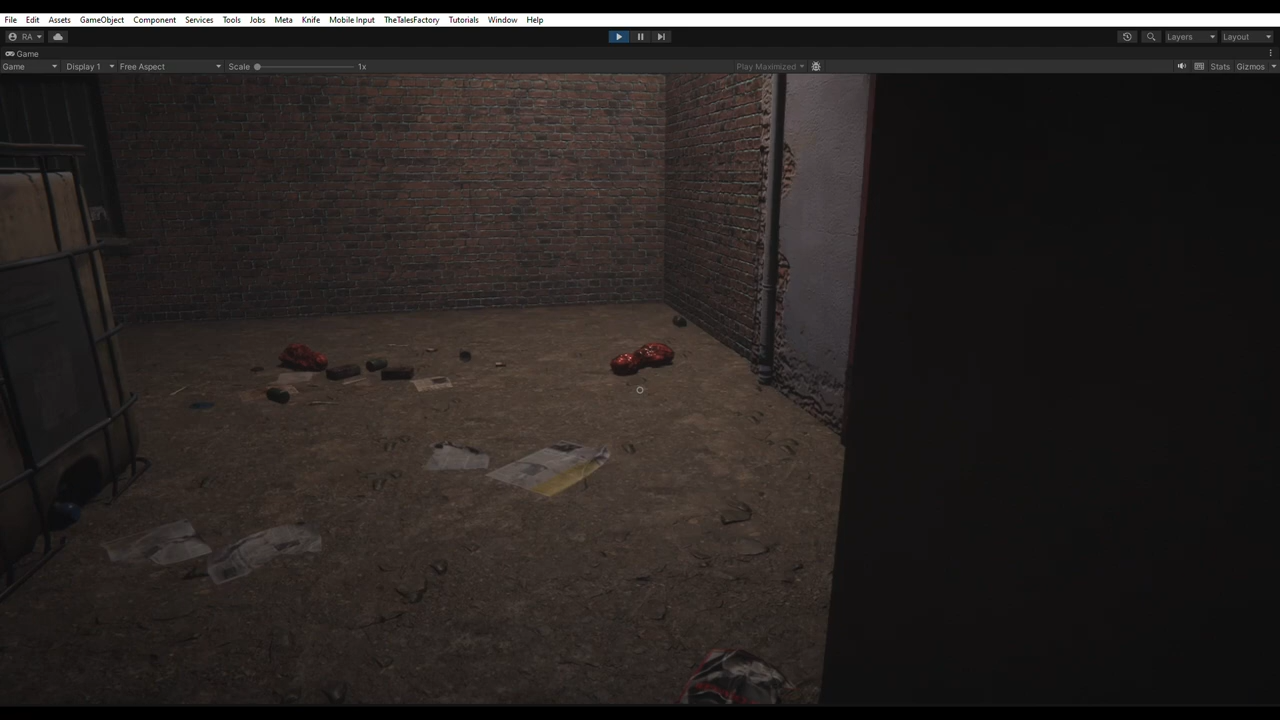 File Edit Assets GameObject Component Services Tools Jobs Meta Knife Mobile Input TheTalesFactory Tutorials Window Help
RA Layers Layout
Game
Game Display 1 Free Aspect Scale 1x Play Maximized Stats Gizmos